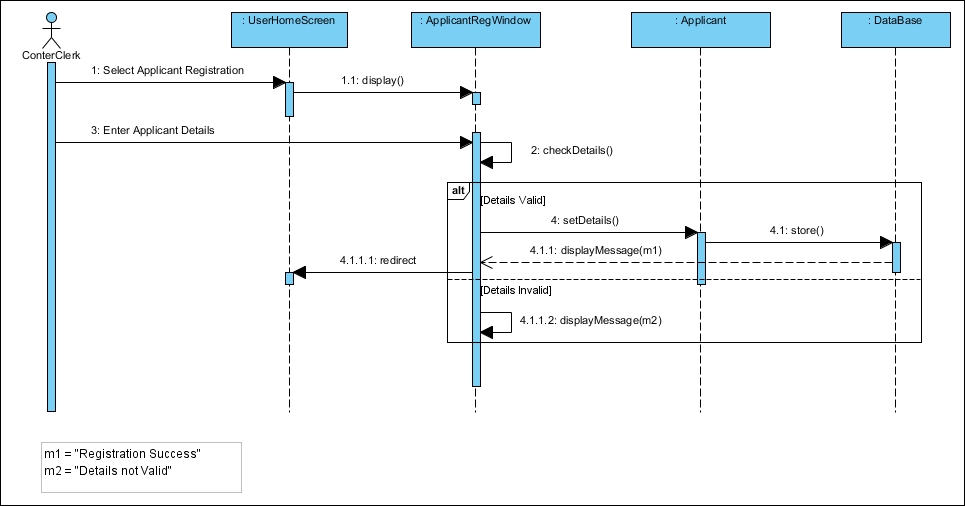 : UserHomeScreen
: ApplicantRegWindow
: Applicant
: DataBase
ConterClerk
1: Select Applicant Registration
1.1: display()
3: Enter Applicant Details
2: checkDetails()
alt
[Details Valid]
4: setDetails()
4.1: store()
4.1.1: displayMessage(m1)
4.1.1.1: redirect
[Details Invalid]
4.1.1.2: displayMessage(m2)
m1 = "Registration Success"
m2 = "Details not Valid"